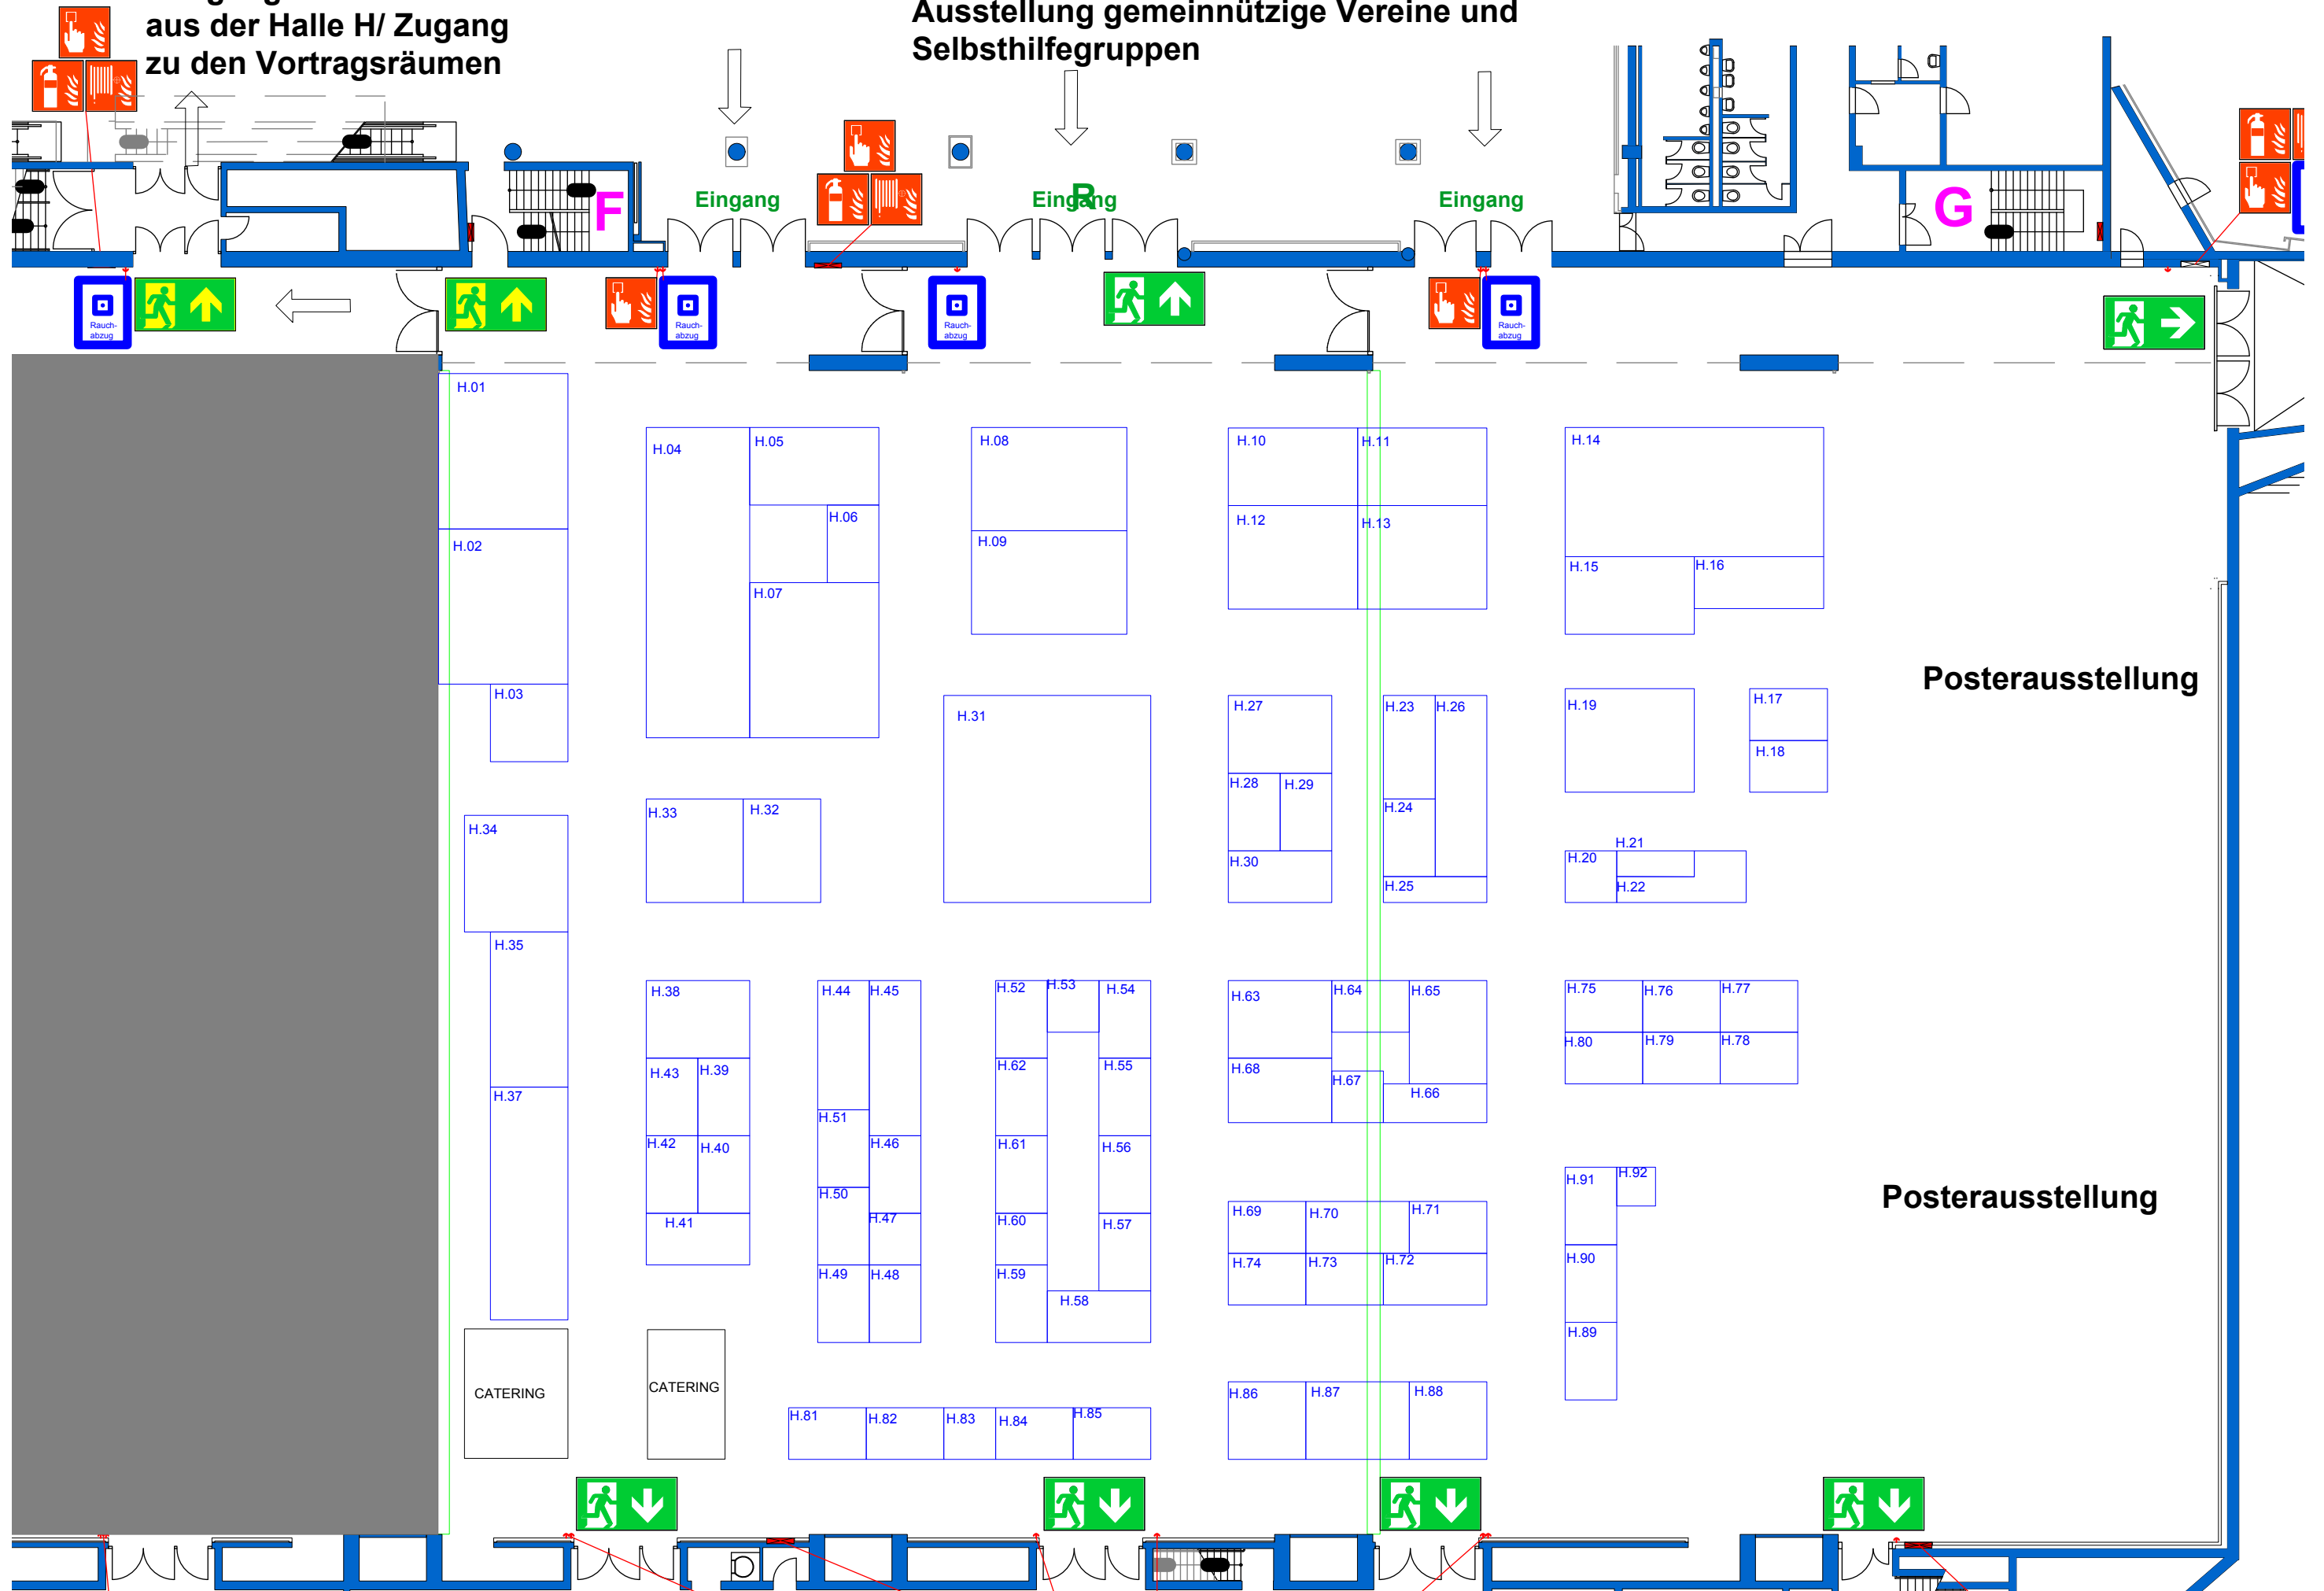 aus der Halle H/ Zugang
zu den Vortragsräumen
Ausstellung gemeinnützige Vereine und
Selbsthilfegruppen
F
Eingang
Eingang
R
Eingang
G
Rauch-
abzug
Rauch-
abzug
Rauch-
abzug
Rauch-
abzug
H.01
H.02
H.03
H.04
H.05
H.06
H.07
H.08
H.09
H.10
H.11
H.12
H.13
H.14
H.15
H.16
Posterausstellung
H.17
H.18
H.19
H.20
H.21
H.22
H.23
H.26
H.24
H.25
H.27
H.28
H.29
H.30
H.31
H.33
H.32
H.34
H.35
H.37
H.38
H.43
H.39
H.42
H.40
H.41
H.44
H.45
H.51
H.46
H.50
H.47
H.49
H.48
H.52
H.53
H.54
H.62
H.55
H.61
H.56
H.60
H.57
H.59
H.58
H.63
H.64
H.65
H.68
H.67
H.66
H.69
H.70
H.71
H.74
H.73
H.72
H.75
H.76
H.77
H.80
H.79
H.78
H.91
H.92
H.90
H.89
Posterausstellung
CATERING
CATERING
H.81
H.82
H.83
H.84
H.85
H.86
H.87
H.88